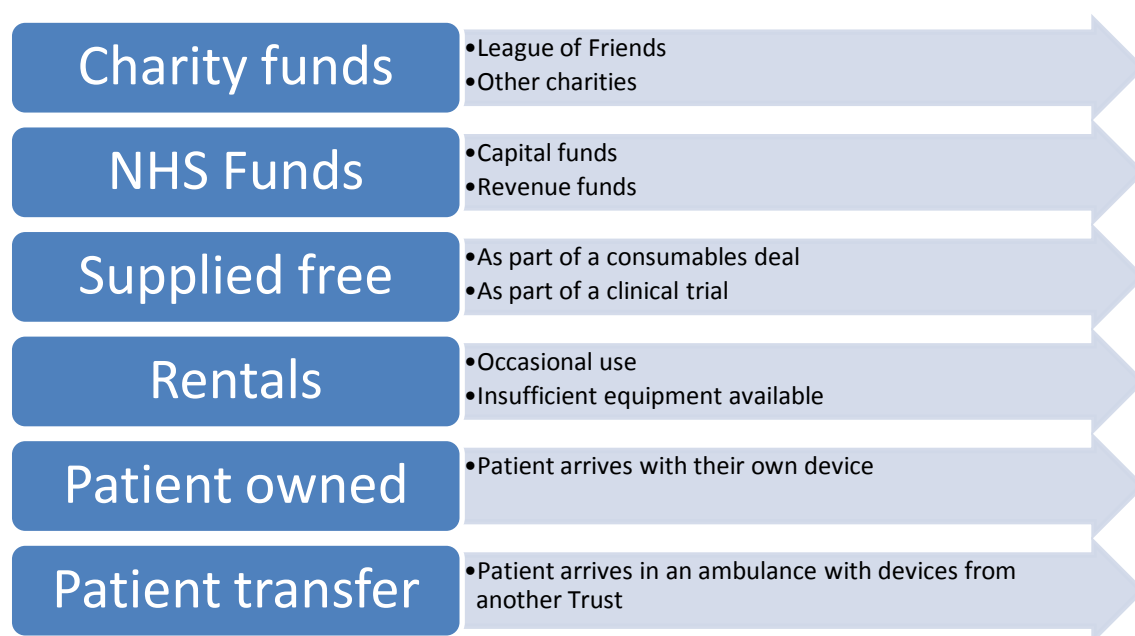 Charity funds
•League of Friends
•Other charities
NHS Funds
•Capital funds
•Revenue funds
Supplied free
•As part of a consumables deal
•As part of a clinical trial
Rentals
•Occasional use
•Insufficient equipment available
Patient owned
•Patient arrives with their own device
Patient transfer
•Patient arrives in an ambulance with devices from
another Trust